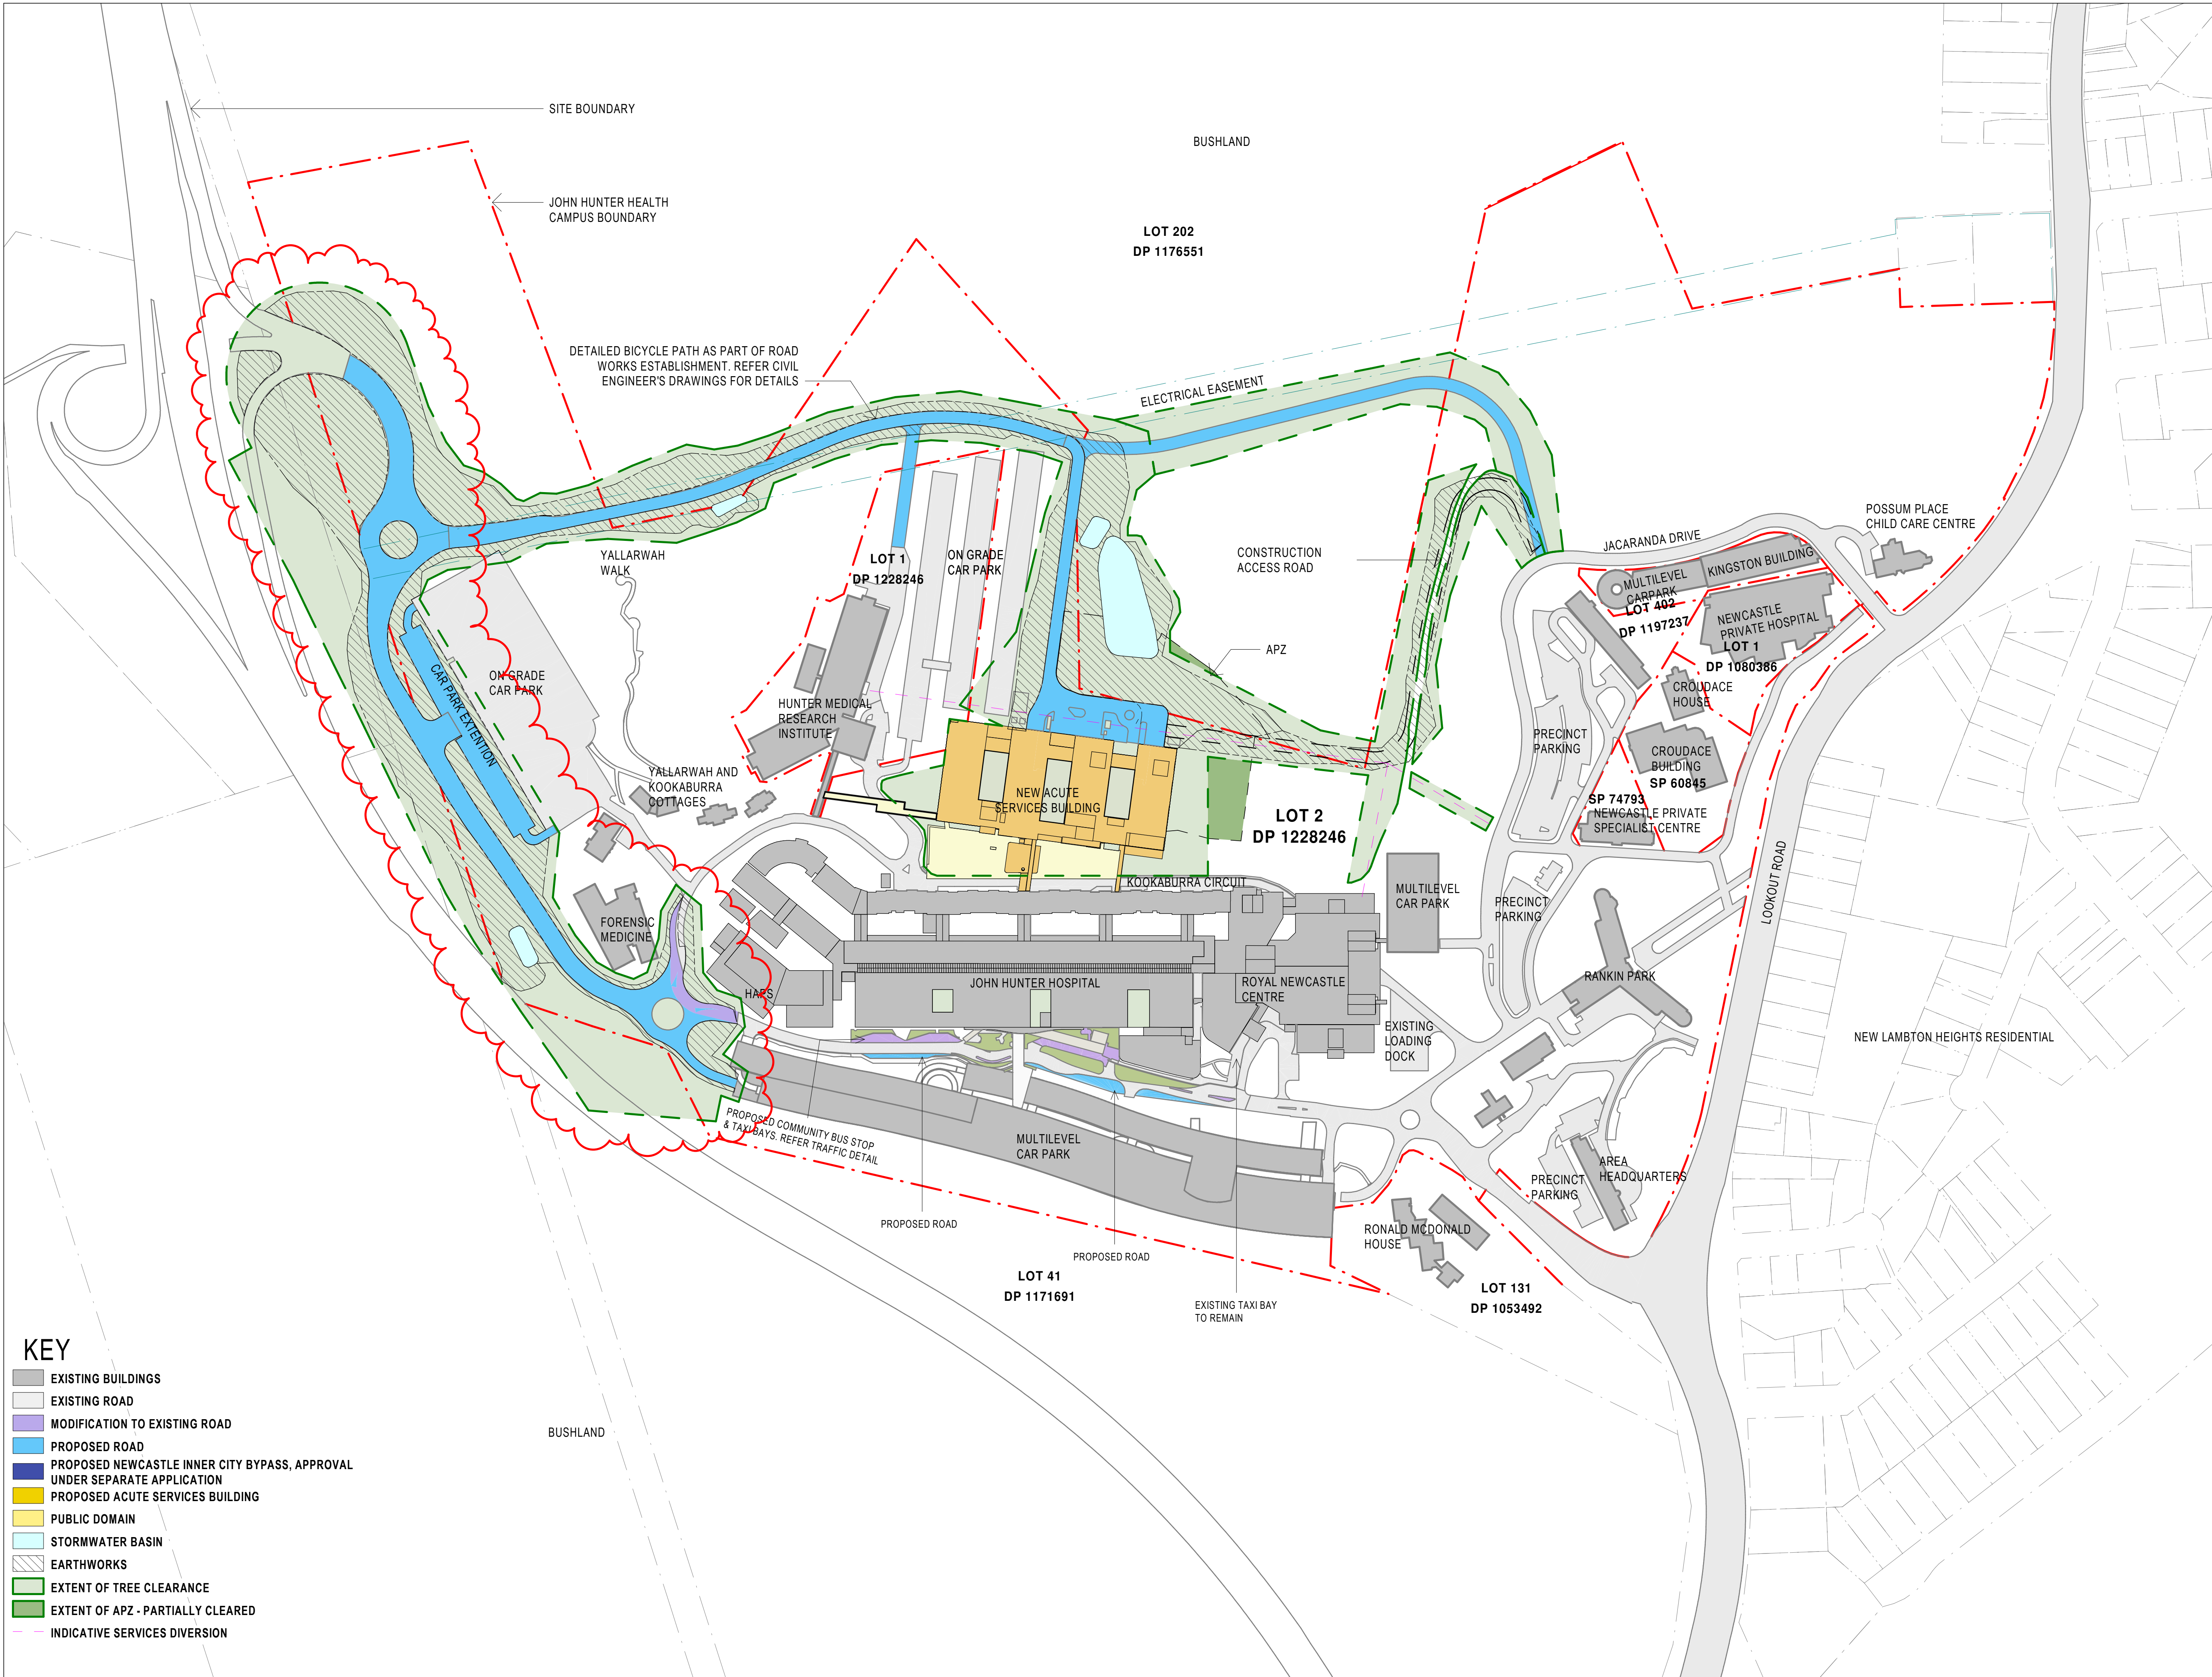 SITE BOUNDARY
BUSHLAND
JOHN HUNTER HEALTH
CAMPUS BOUNDARY
LOT 202
DP 1176551
DETAILED BICYCLE PATH AS PART OF ROAD
WORKS ESTABLISHMENT. REFER CIVIL
ENGINEER'S DRAWINGS FOR DETAILS
ELECTRICAL EASEMENT
POSSUM PLACE
CHILD CARE CENTRE
JACARANDA DRIVE
YALLARWAH
WALK
LOT 1
DP 1228246
ON GRADE
CAR PARK
CONSTRUCTION
ACCESS ROAD
KINGSTON BUILDING
MULTILEVEL
CARPARK
LOT 402
DP 1197237
NEWCASTLE
PRIVATE HOSPITAL
LOT 1
DP 1080386
APZ
ON GRADE
CAR PARK
CAR PARK EXTENTION
CROUDACE
HOUSE
HUNTER MEDICAL
RESEARCH
INSTITUTE
PRECINCT
PARKING
CROUDACE
BUILDING
SP 60845
YALLARWAH AND
KOOKABURRA
COTTAGES
NEW ACUTE
SERVICES BUILDING
SP 74793
NEWCASTLE PRIVATE
SPECIALIST CENTRE
LOT 2
DP 1228246
LOOKOUT ROAD
KOOKABURRA CIRCUIT
MULTILEVEL
CAR PARK
PRECINCT
PARKING
FORENSIC
MEDICINE
RANKIN PARK
HAPS
JOHN HUNTER HOSPITAL
ROYAL NEWCASTLE
CENTRE
EXISTING
LOADING
DOCK
NEW LAMBTON HEIGHTS RESIDENTIAL
PROPOSED COMMUNITY BUS STOP
& TAXI BAYS. REFER TRAFFIC DETAIL
MULTILEVEL
CAR PARK
AREA
HEADQUARTERS
PRECINCT
PARKING
PROPOSED ROAD
RONALD MCDONALD
HOUSE
PROPOSED ROAD
LOT 41
DP 1171691
LOT 131
DP 1053492
EXISTING TAXI BAY
TO REMAIN
BUSHLAND
KEY
EXISTING BUILDINGS
EXISTING ROAD
MODIFICATION TO EXISTING ROAD
PROPOSED ROAD
PROPOSED NEWCASTLE INNER CITY BYPASS, APPROVAL
UNDER SEPARATE APPLICATION
PROPOSED ACUTE SERVICES BUILDING
PUBLIC DOMAIN
STORMWATER BASIN
EARTHWORKS
EXTENT OF TREE CLEARANCE
EXTENT OF APZ - PARTIALLY CLEARED
INDICATIVE SERVICES DIVERSION